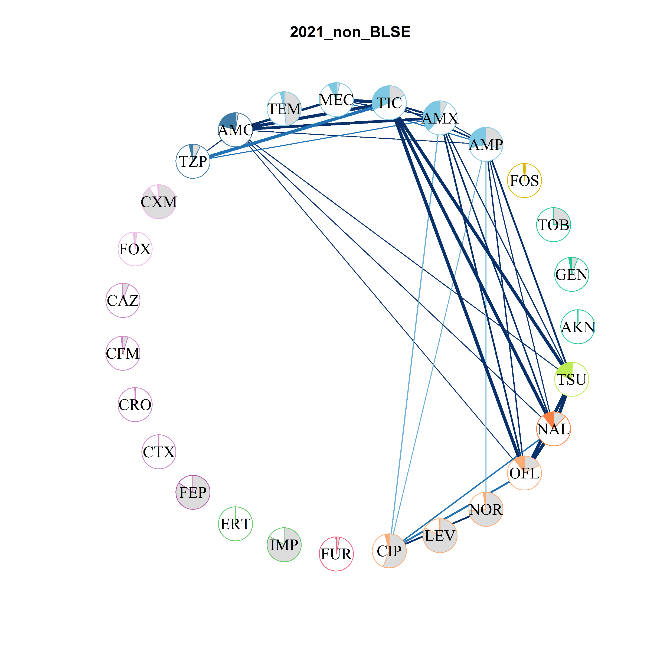 2021_non_BLSE
MEC
TIC
TEM
AMX
AMC
AMP
TZP
FOS
CXM
TOB
FOX
GEN
CAZ
AKN
CFM
TSU
CRO
NAL
CTX
OFL
FEP
NOR
ERT
LEV
IMP
FUR
CIP